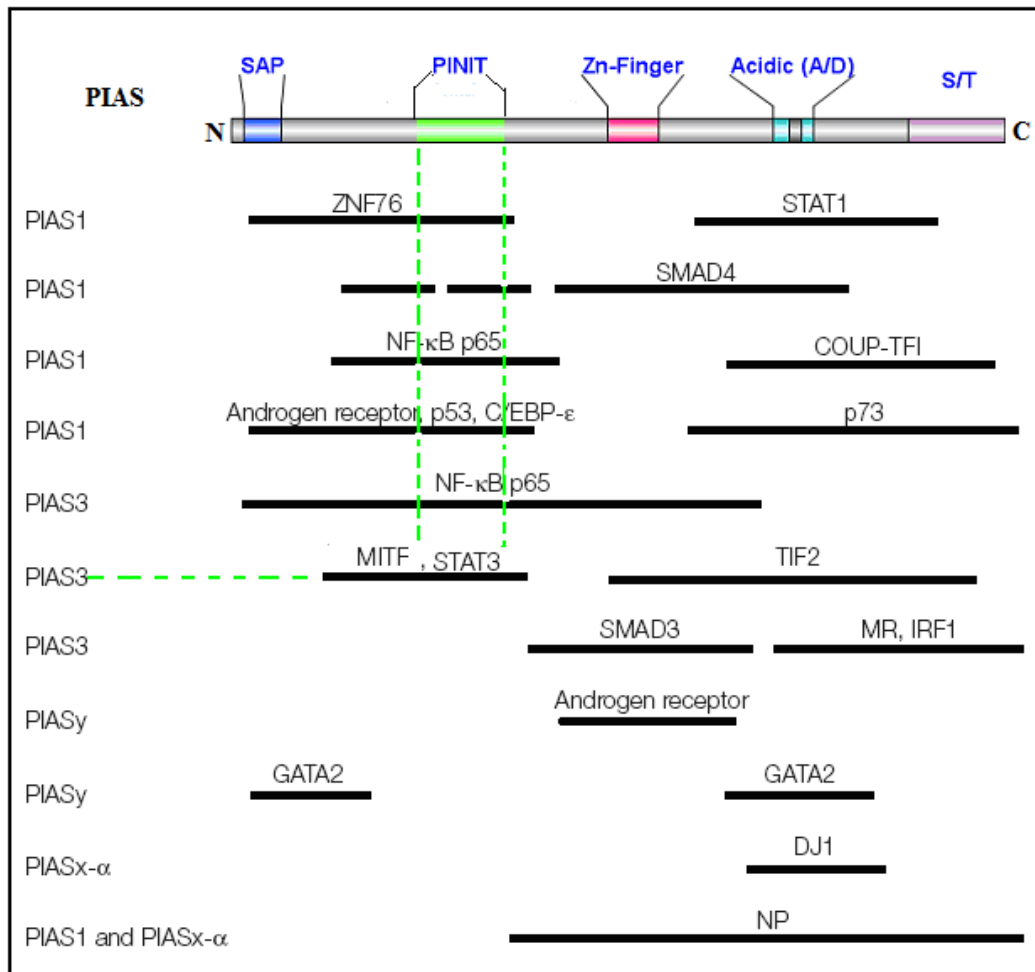 SAP PINIT Zn-Finger Acidic (A/D) S/T
PIAS
N C
PIAS1 ZNF76 STAT1
PIAS1 SMAD4
PIAS1 NF-κB p65 COUP-TFI
PIAS1 Androgen receptor, p53, C/EBP-ε p73
PIAS3 NF-κB p65
PIAS3 MITF , STAT3 TIF2
PIAS3 SMAD3 MR, IRF1
PIASy Androgen receptor
PIASy GATA2 GATA2
PIASx-α DJ1
PIAS1 and PIASx-α NP